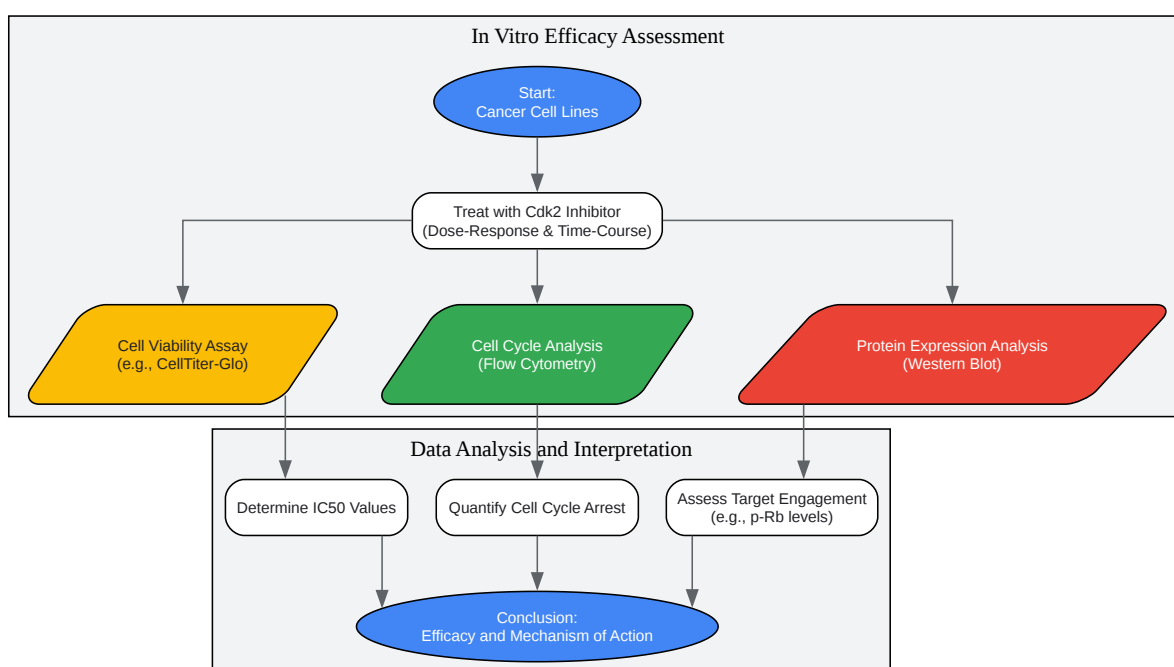 In Vitro Efficacy Assessment
Start:
Cancer Cell Lines
Treat with Cdk2 Inhibitor
(Dose-Response & Time-Course)
Cell Viability Assay
(e.g., CellTiter-Glo)
Cell Cycle Analysis
(Flow Cytometry)
Protein Expression Analysis
(Western Blot)
Data Analysis and Interpretation
Determine IC50 Values
Quantify Cell Cycle Arrest
Assess Target Engagement
(e.g., p-Rb levels)
Conclusion:
Efficacy and Mechanism of Action